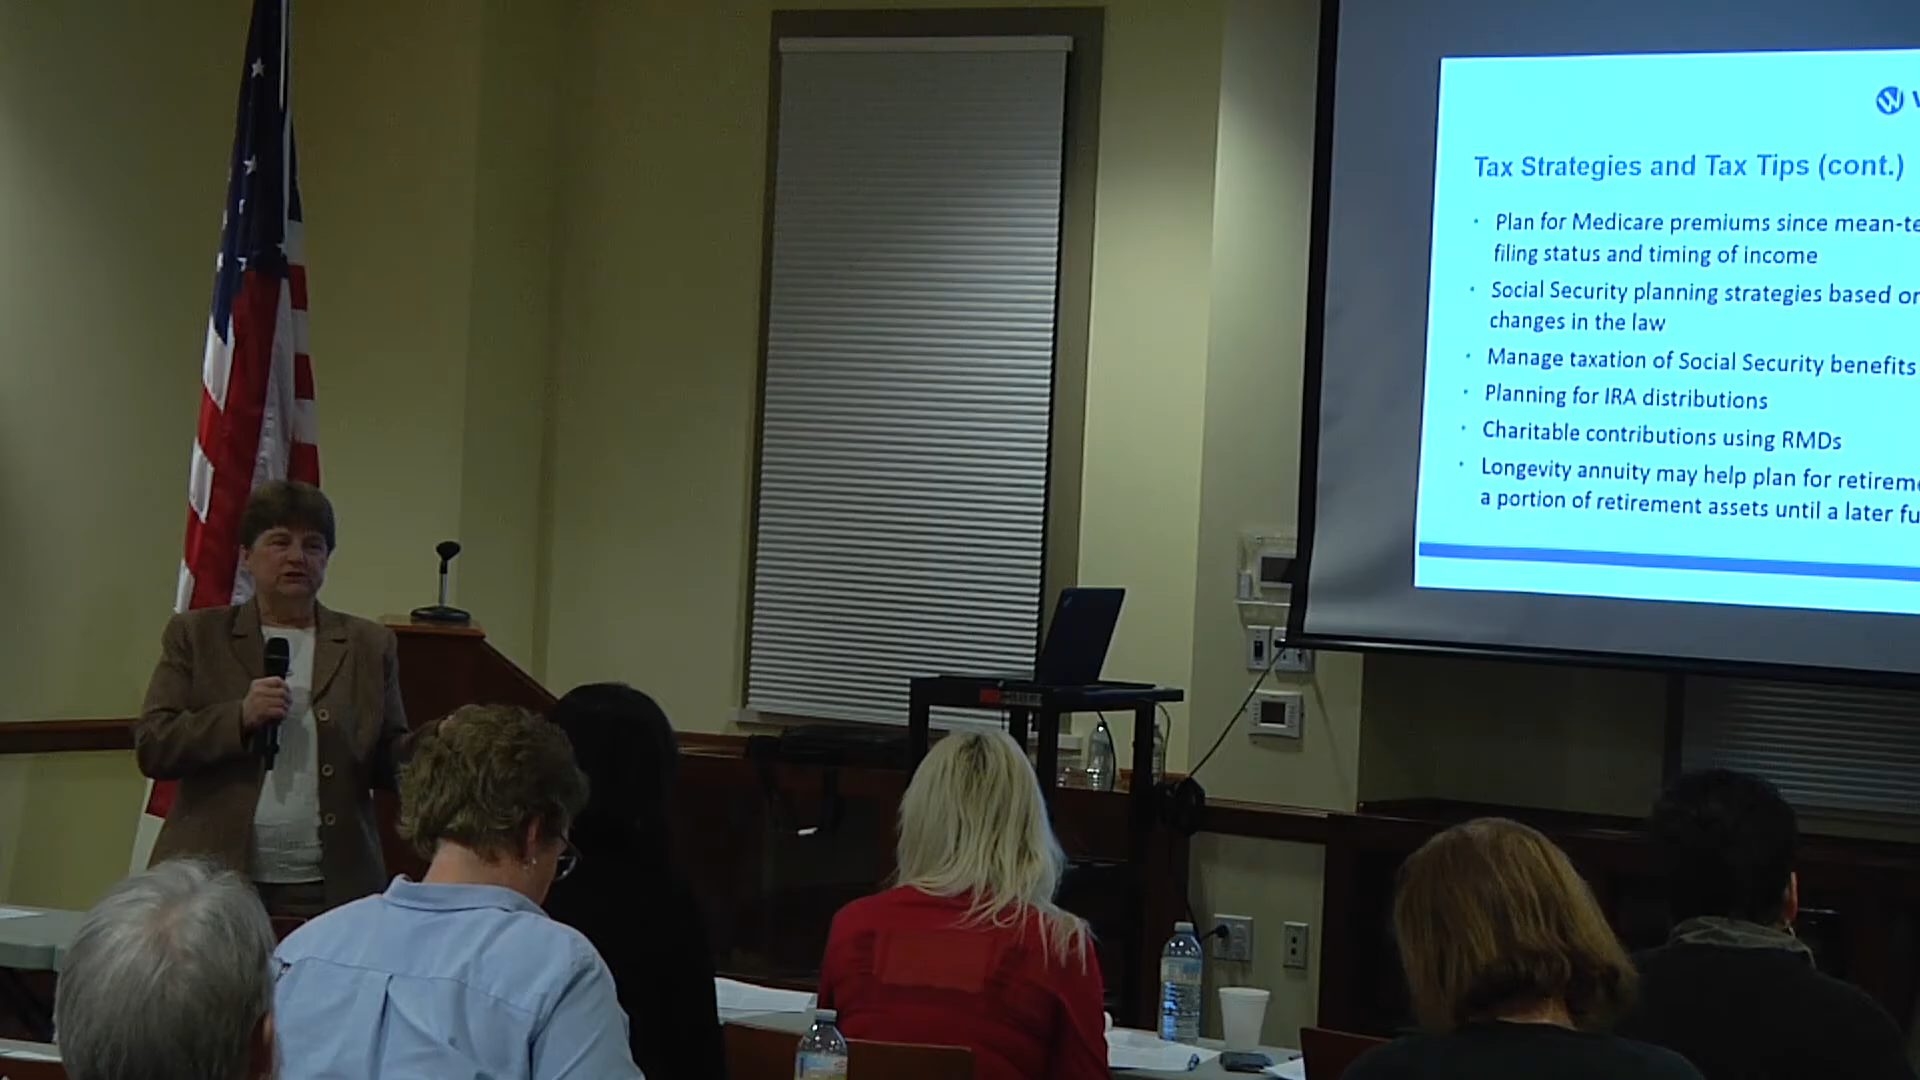 W
Tax Strategies and Tax Tips (cont.)
Plan for Medicare premiums since mean-te
filing status and timing of income
Social Security planning strategies based or
changes in the law
Manage taxation of Social Security benefits
Planning for IRA distributions
Charitable contributions using RMDs
Longevity annuity may help plan for retireme
a portion of retirement assets until a later fu